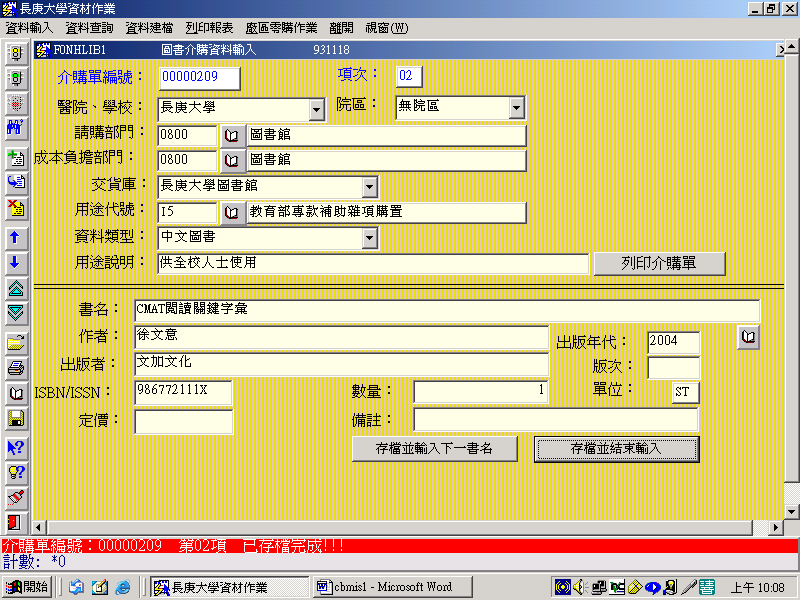 長庚大學資材作業
資料輸入 資料查詢 資料建檔 列印報表 廠區零購作業 離開 視窗(W)
F0NHLIB1 圖書介購資料輸入 931118
介購單編號： 00000209 項次： 02
醫院、學校： 長庚大學 院區： 無院區
請購部門： 0800 圖書館
成本負擔部門： 0800 圖書館
交貨庫： 長庚大學圖書館
用途代號： I5 教育部專款補助雜項購置
資料類型： 中文圖書
用途說明： 供全校人士使用 列印介購單
書名： CMAT閱讀關鍵字彙
作者： 徐文意 出版年代： 2004
出版者： 文加文化 版次：
ISBN/ISSN： 986772111X 數量： 1 單位： ST
定價： 備註：
存檔並輸入下一書名 存檔並結束輸入
介購單編號：00000209 第02項 已存檔完成!!!
計數: *0
開始 長庚大學資材作業 cbmis1 - Microsoft Word 上午 10:08